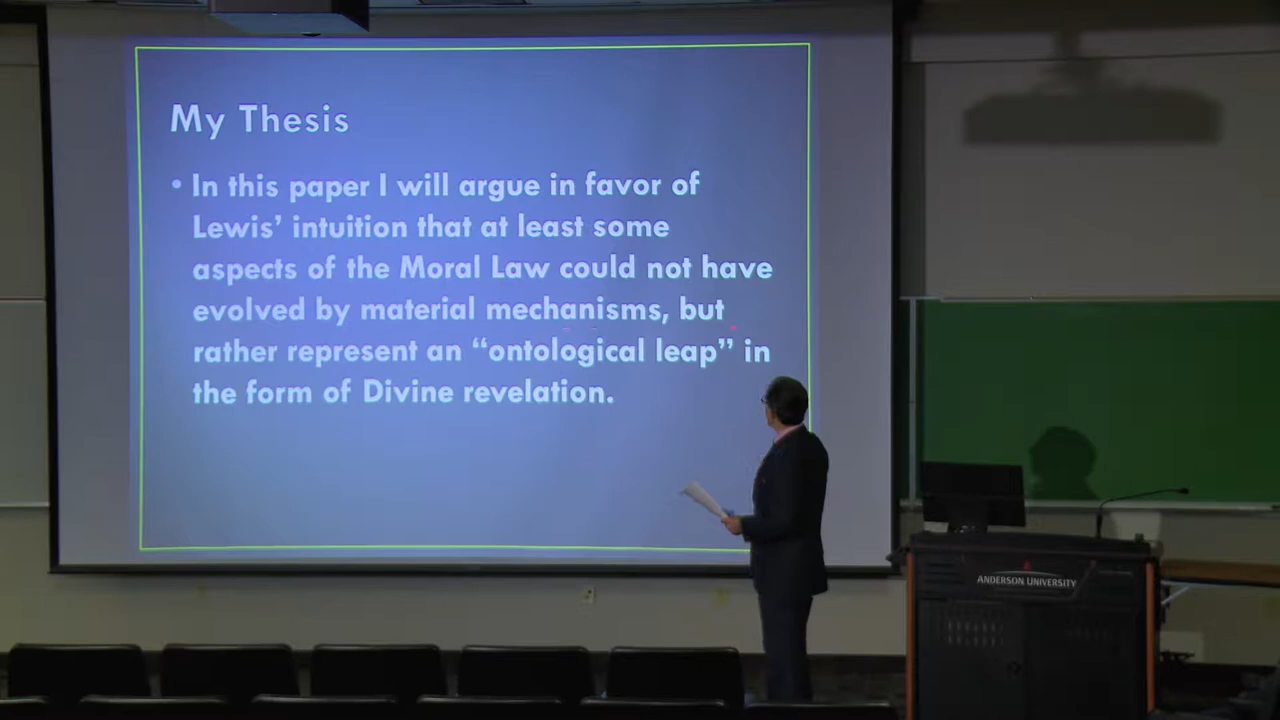 My Thesis
• In this paper I will argue in favor of
Lewis’ intuition that at least some
aspects of the Moral Law could not have
evolved by material mechanisms, but
rather represent an “ontological leap” in
the form of Divine revelation.
ANDERSON UNIVERSITY